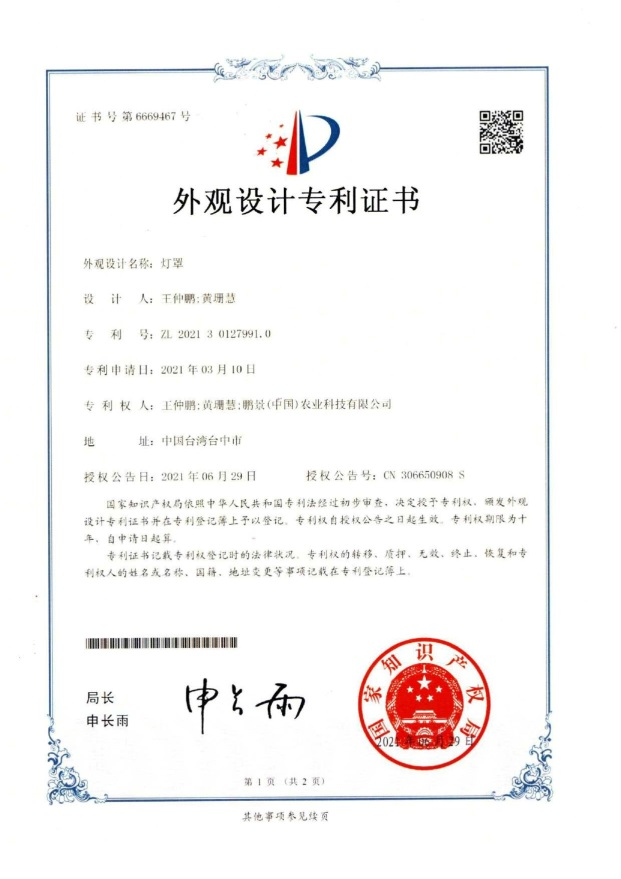 证书号第6669467号
外观设计专利证书
外观设计名称：灯罩
设计人：王仲鹏;黄珊慧
专利号：ZL 2021 3 0127991.0
专利申请日：2021年03月10日
专利权人：王仲鹏;黄珊慧;鹏景(中国)农业科技有限公司
地址：中国台湾台中市
授权公告日：2021年06月29日 授权公告号：CN 306650908 S
国家知识产权局依照中华人民共和国专利法经过初步审查，决定授予专利权，颁发外观
设计专利证书并在专利登记簿上予以登记。专利权自授权公告之日起生效。专利权期限为十
年，自申请日起算。
专利证书记载专利权登记时的法律状况。专利权的转移、质押、无效、终止、恢复和专
利权人的姓名或名称、国籍、地址变更等事项记载在专利登记簿上。
局长
申长雨
申长雨
国家知识产权局
2021年06月29日
第1页（共2页）
其他事项参见续页